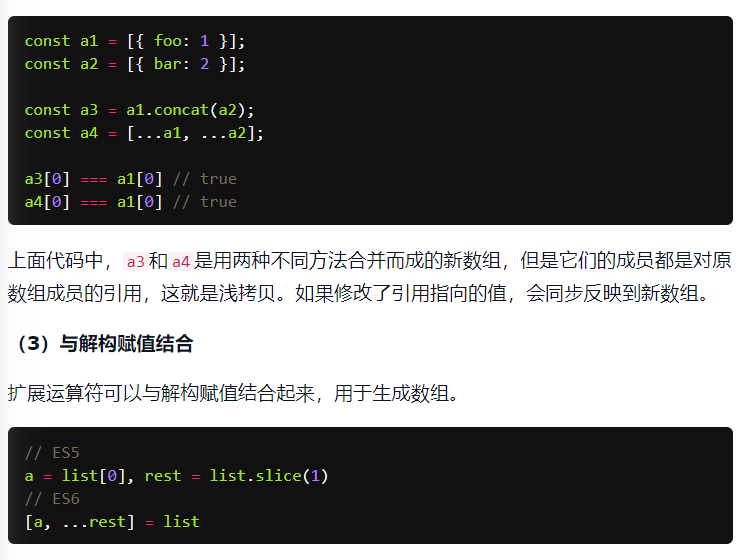 const a1 = [{ foo: 1 }];
const a2 = [{ bar: 2 }];
const a3 = a1.concat(a2);
const a4 = [...a1, ...a2];
a3[0] === a1[0] // true
a4[0] === a1[0] // true
上面代码中，a3和a4是用两种不同方法合并而成的新数组，但是它们的成员都是对原
数组成员的引用，这就是浅拷贝。如果修改了引用指向的值，会同步反映到新数组。
（3）与解构赋值结合
扩展运算符可以与解构赋值结合起来，用于生成数组。
// ES5
a = list[0], rest = list.slice(1)
// ES6
[a, ...rest] = list